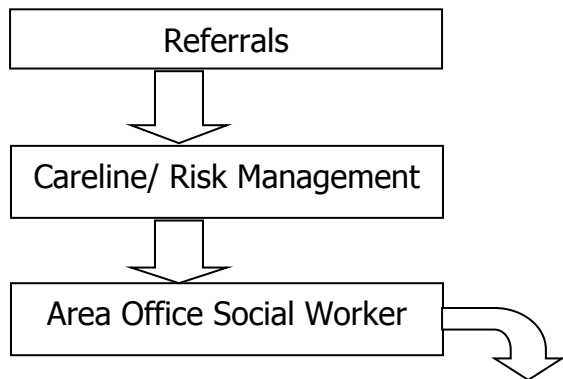 Referrals
Careline/ Risk Management
Area Office Social Worker